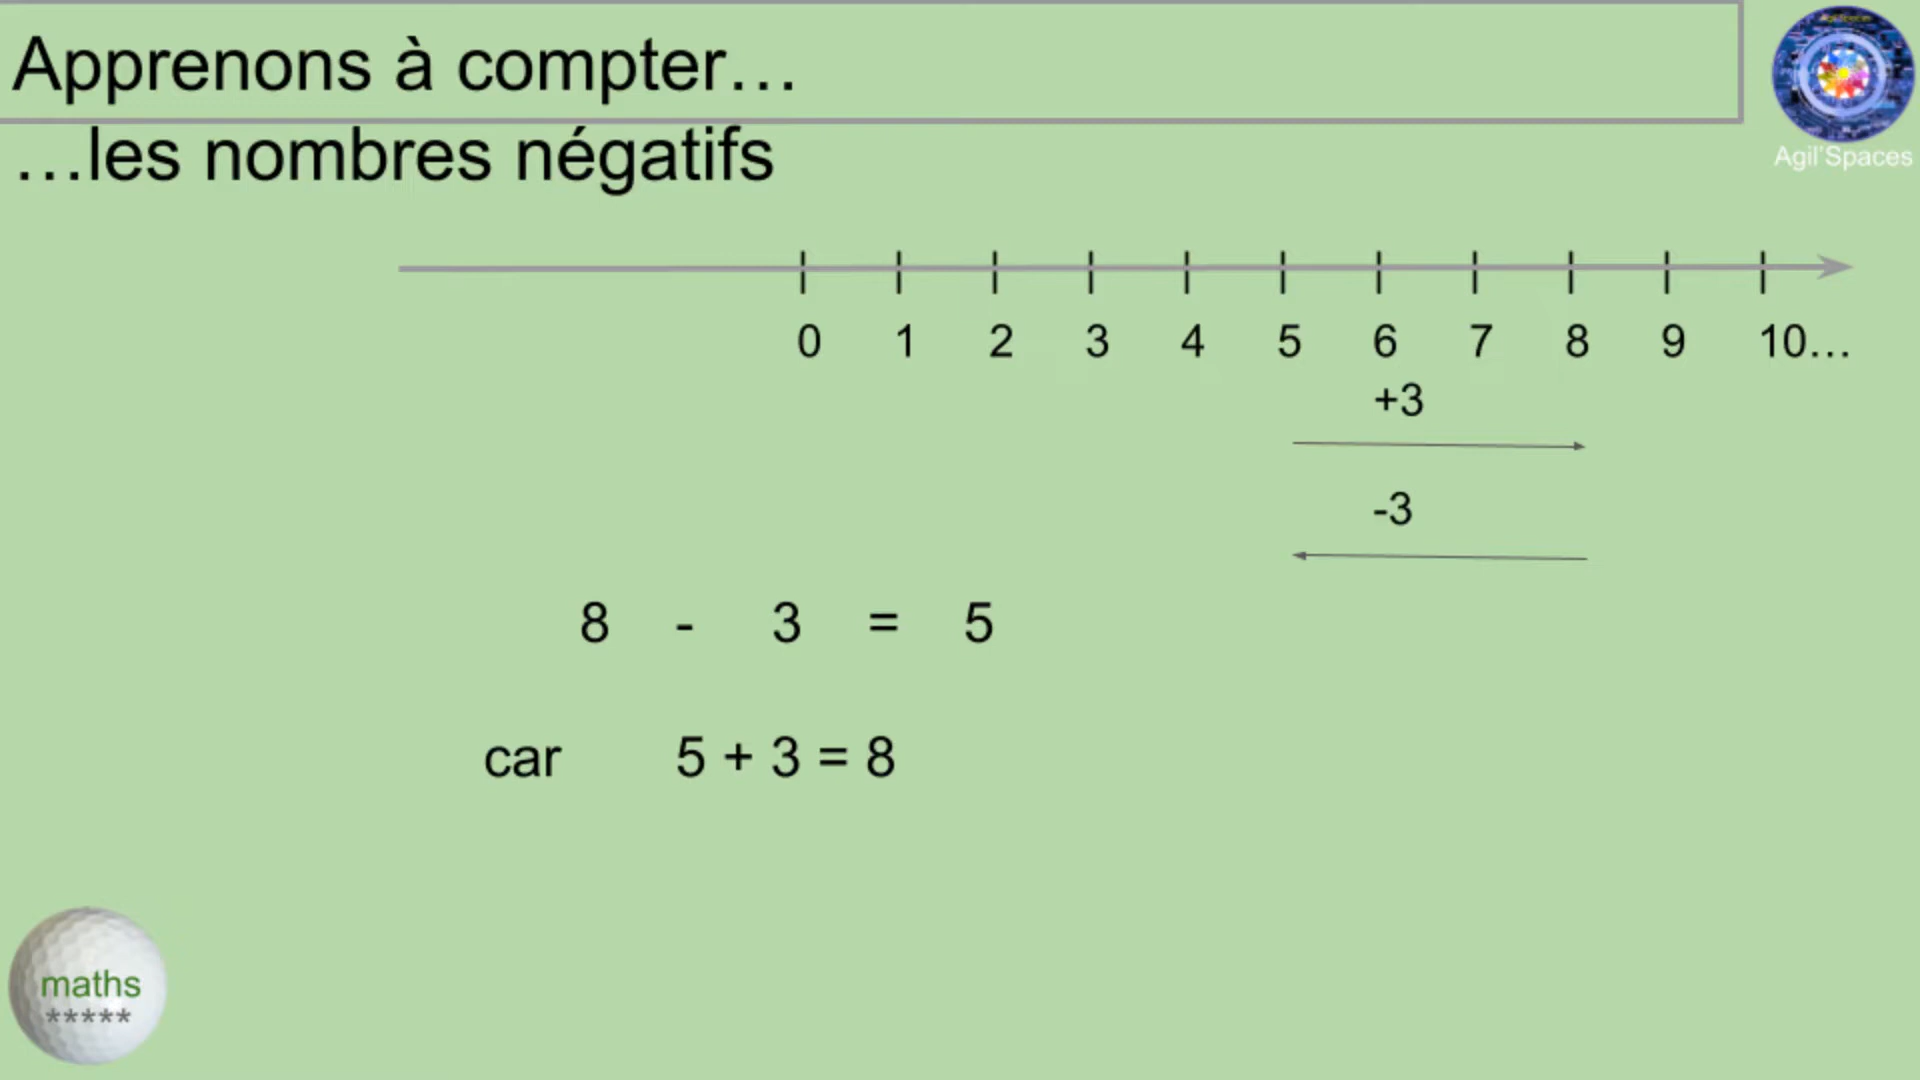 Apprenons à compter…
…les nombres négatifs
Agil'Spaces
0 1 2 3 4 5 6 7 8 9 10…
+3
-3
8 - 3 = 5
car 5 + 3 = 8
maths
*****